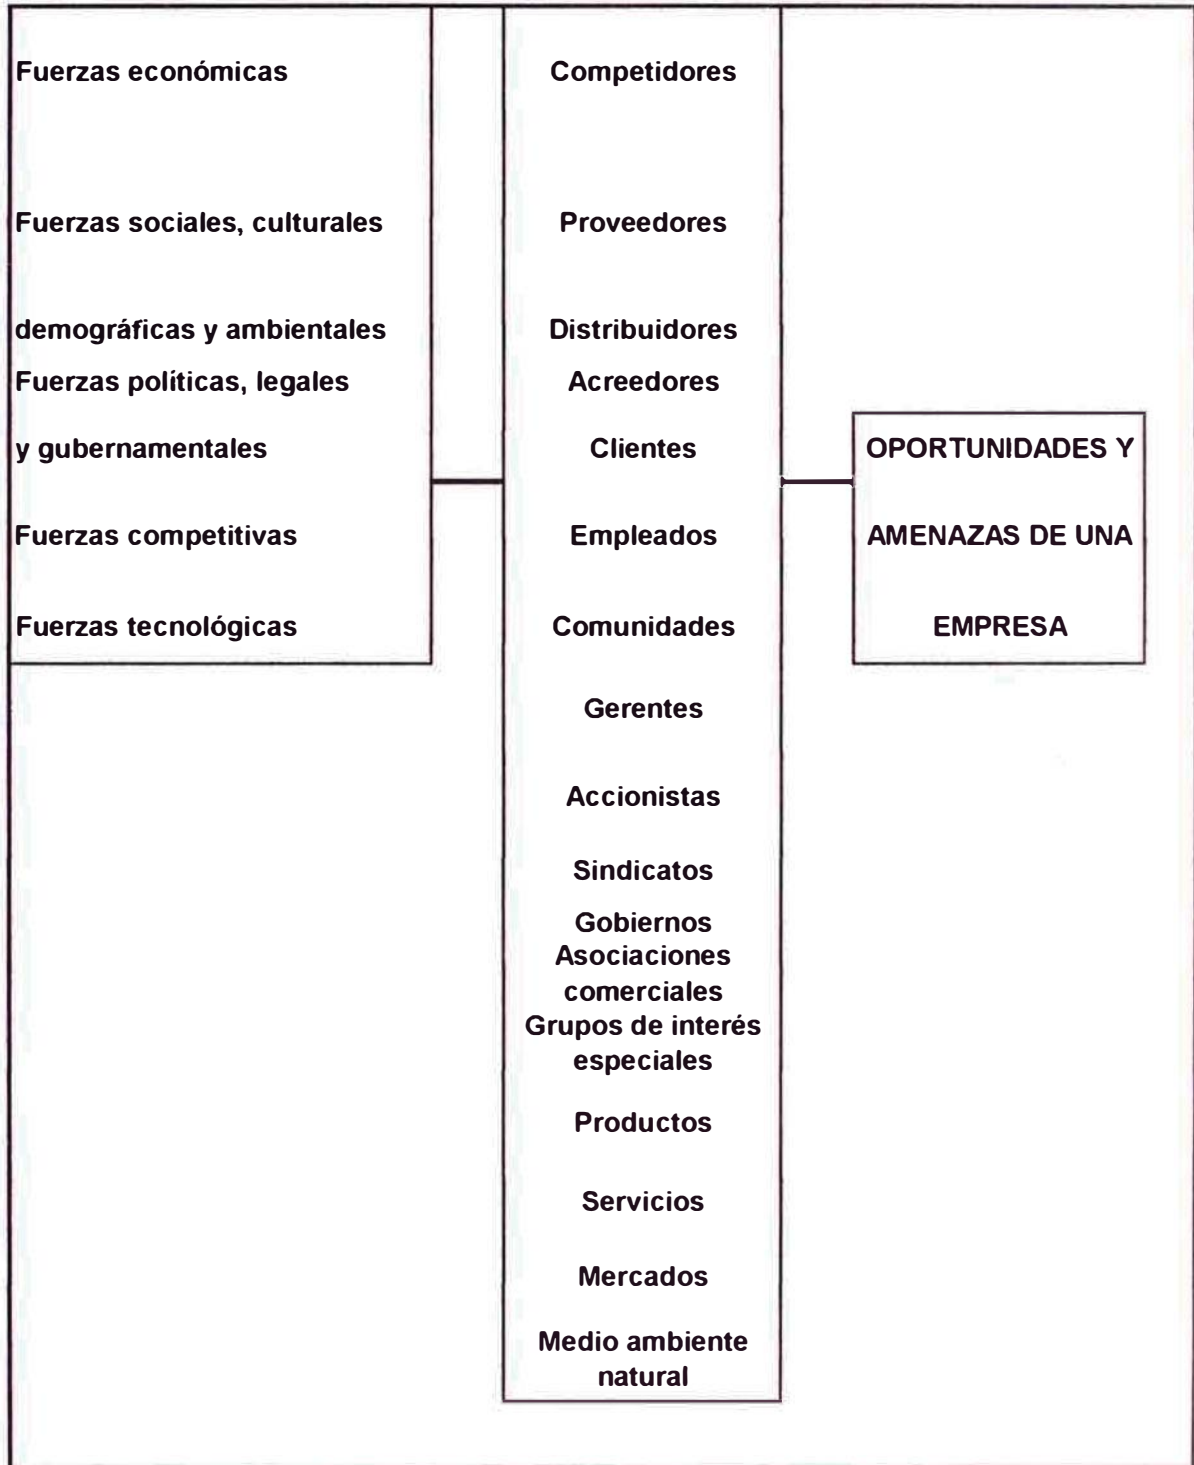 Fuerzas económicas
Fuerzas sociales, culturales
demográficas y ambientales
Fuerzas políticas, legales
y gubernamentales
Fuerzas competitivas
Fuerzas tecnológicas
Competidores
Proveedores
Distribuidores
Acreedores
Clientes
Empleados
Comunidades
Gerentes
Accionistas
Sindicatos
Gobiernos
Asociaciones
comerciales
Grupos de interés
especiales
Productos
Servicios
Mercados
Medio ambiente
natural
OPORTUNIDADES Y
AMENAZAS DE UNA
EMPRESA